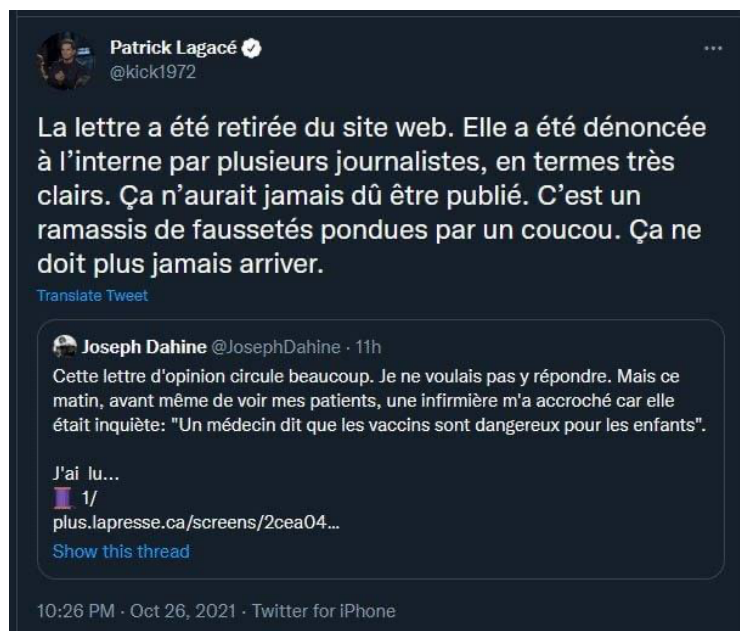 Patrick Lagacé
@kick1972
La lettre a été retirée du site web. Elle a été dénoncée
à l’interne par plusieurs journalistes, en termes très
clairs. Ça n’aurait jamais dû être publié. C’est un
ramassis de faussetés pondues par un coucou. Ça ne
doit plus jamais arriver.
Translate Tweet
Joseph Dahine @JosephDahine · 11h
Cette lettre d'opinion circule beaucoup. Je ne voulais pas y répondre. Mais ce
matin, avant même de voir mes patients, une infirmière m'a accroché car elle
était inquiète: "Un médecin dit que les vaccins sont dangereux pour les enfants".
J'ai lu...
1/
plus.lapresse.ca/screens/2cea04...
Show this thread
10:26 PM · Oct 26, 2021 · Twitter for iPhone